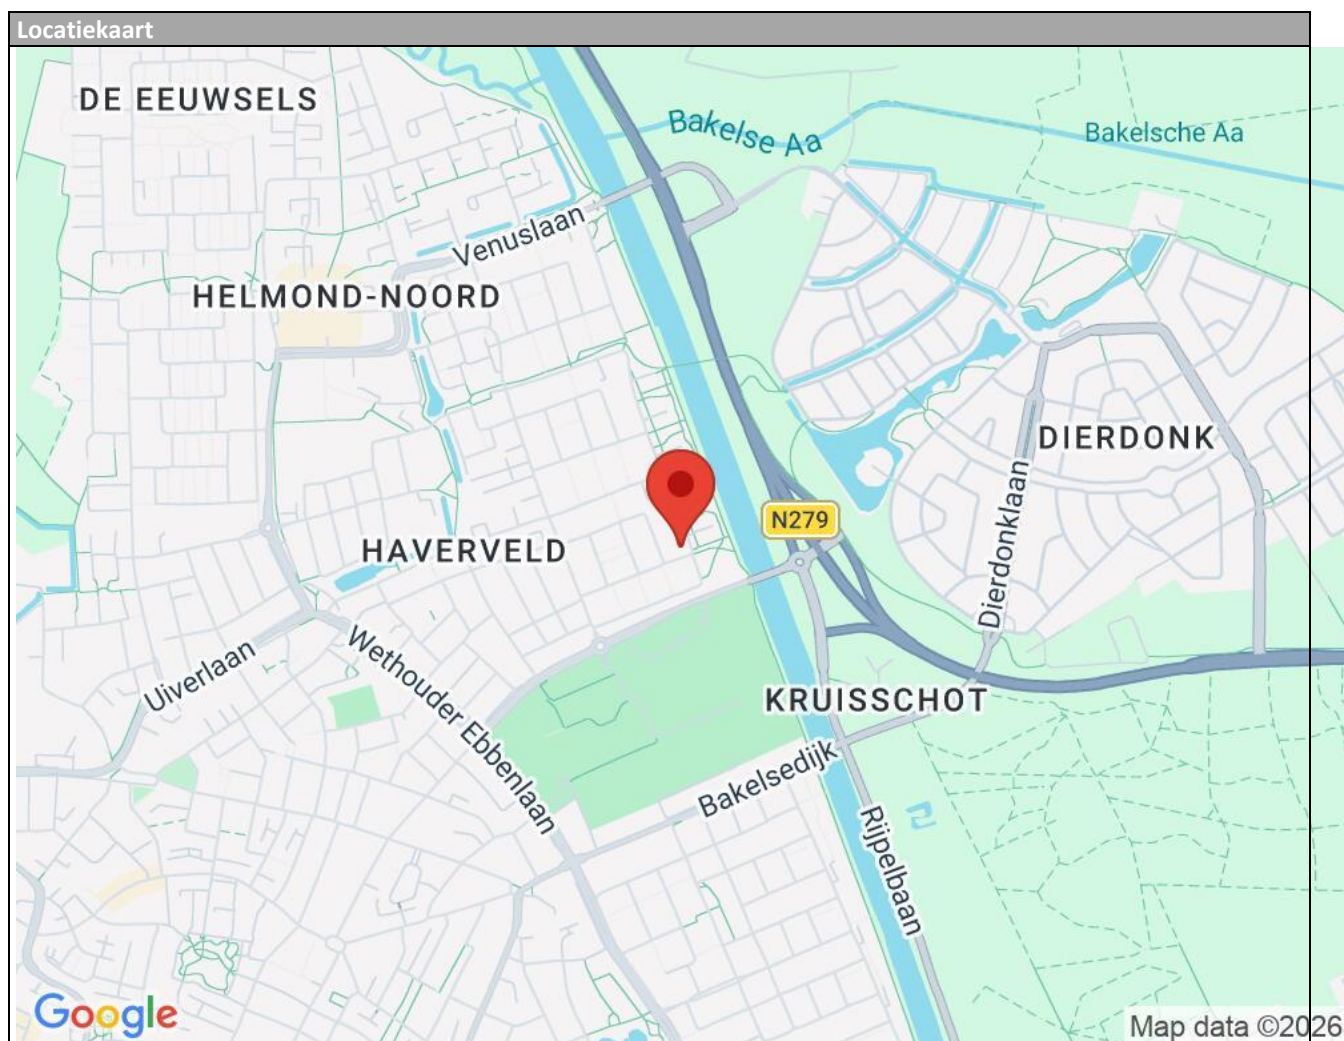 Locatiekaart
DE EEUWSELS
Bakelse Aa
Bakelsche Aa
Venuslaan
HELMOND-NOORD
DIERDONK
N279
HAVERVELD
Dierdonklaan
Uiverlaan
Wethouder Ebbenlaan
KRUISSCHOT
Bakelsedijk
Rijpelbaan
Google
Map data ©2026